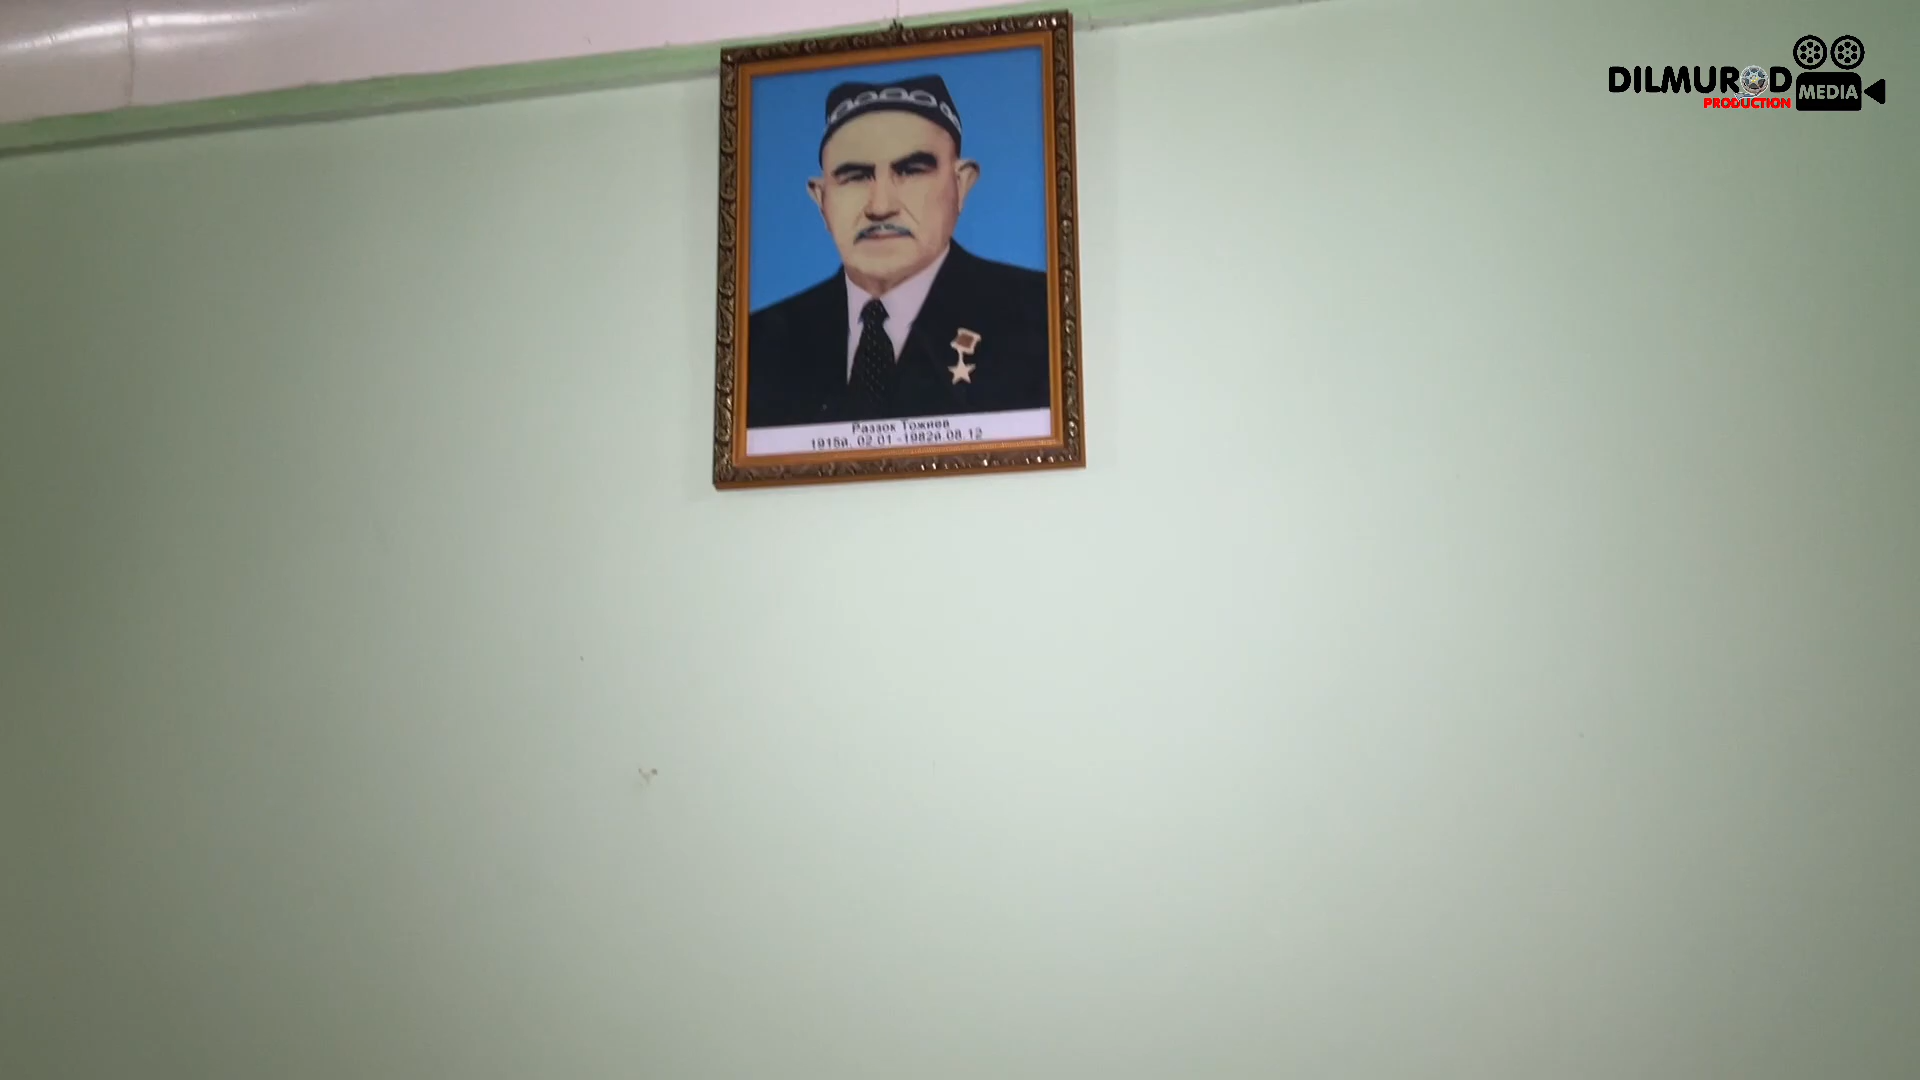 DILMUROD
PRODUCTION
MEDIA
Раззок Тожиев
1915й. 02.01 -1982й.08.12